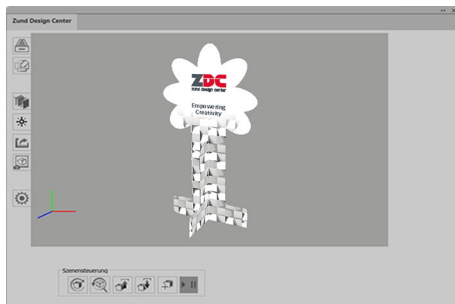 Zund Design Center
ZDC
zund design center
Empowering
Creativity
Szenensteuerung